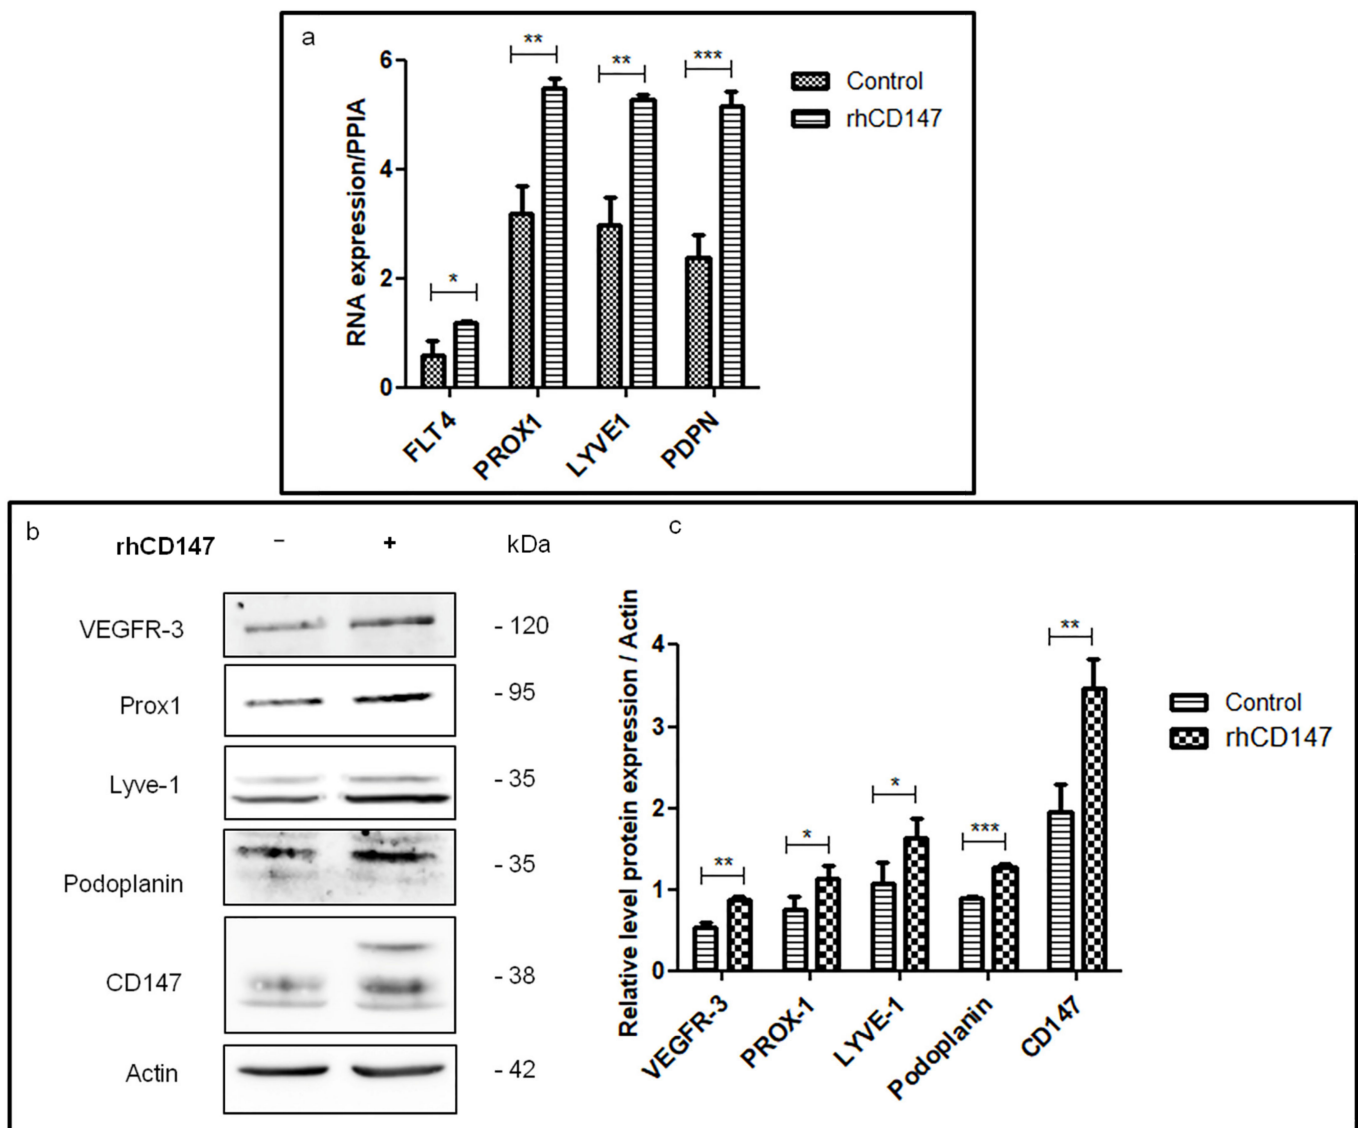 a
RNA expression/PPIA
6
4
2
0
*
**
**
***
FLT4
PROX1
LYVE1
PDPN
Control
rhCD147
b
rhCD147 − + kDa
VEGFR-3 - 120
Prox1 - 95
Lyve-1 - 35
Podoplanin - 35
CD147 - 38
Actin - 42
c
Relative level protein expression / Actin
4
3
2
1
0
**
*
*
***
**
VEGFR-3
PROX-1
LYVE-1
Podoplanin
CD147
Control
rhCD147